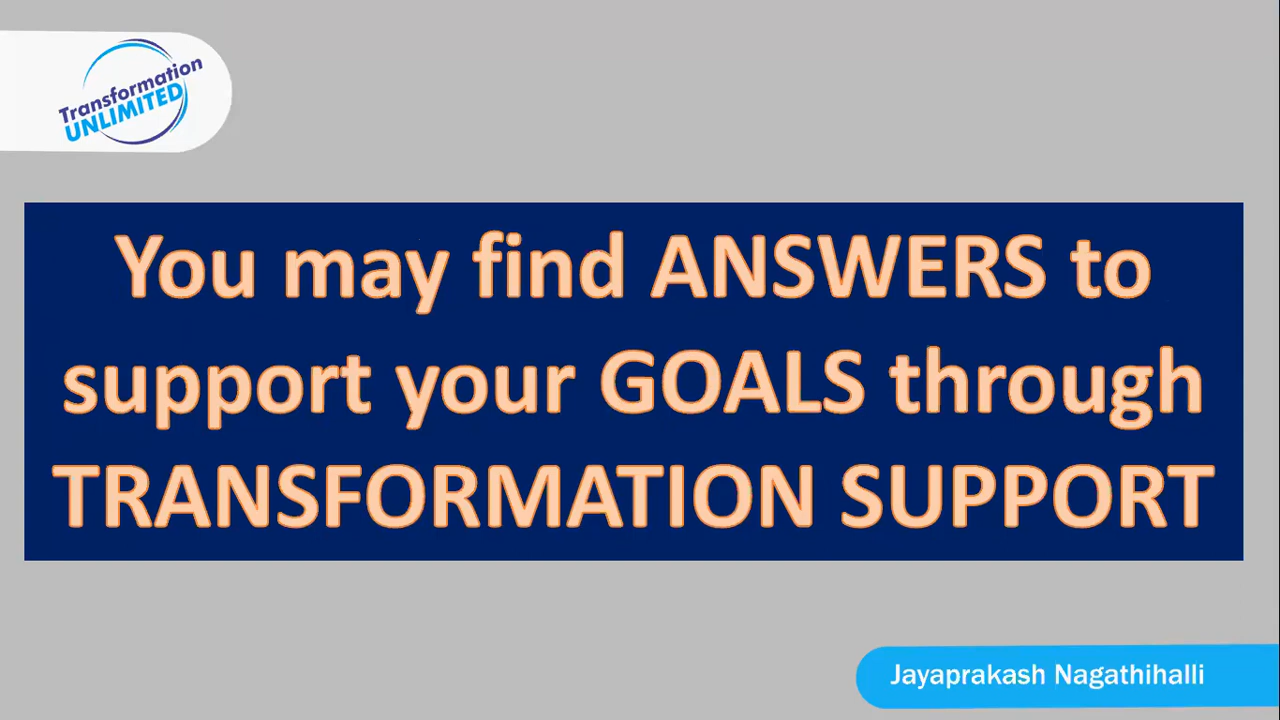 Transformation
UNLIMITED
You may find ANSWERS to
support your GOALS through
TRANSFORMATION SUPPORT
Jayaprakash Nagathihalli